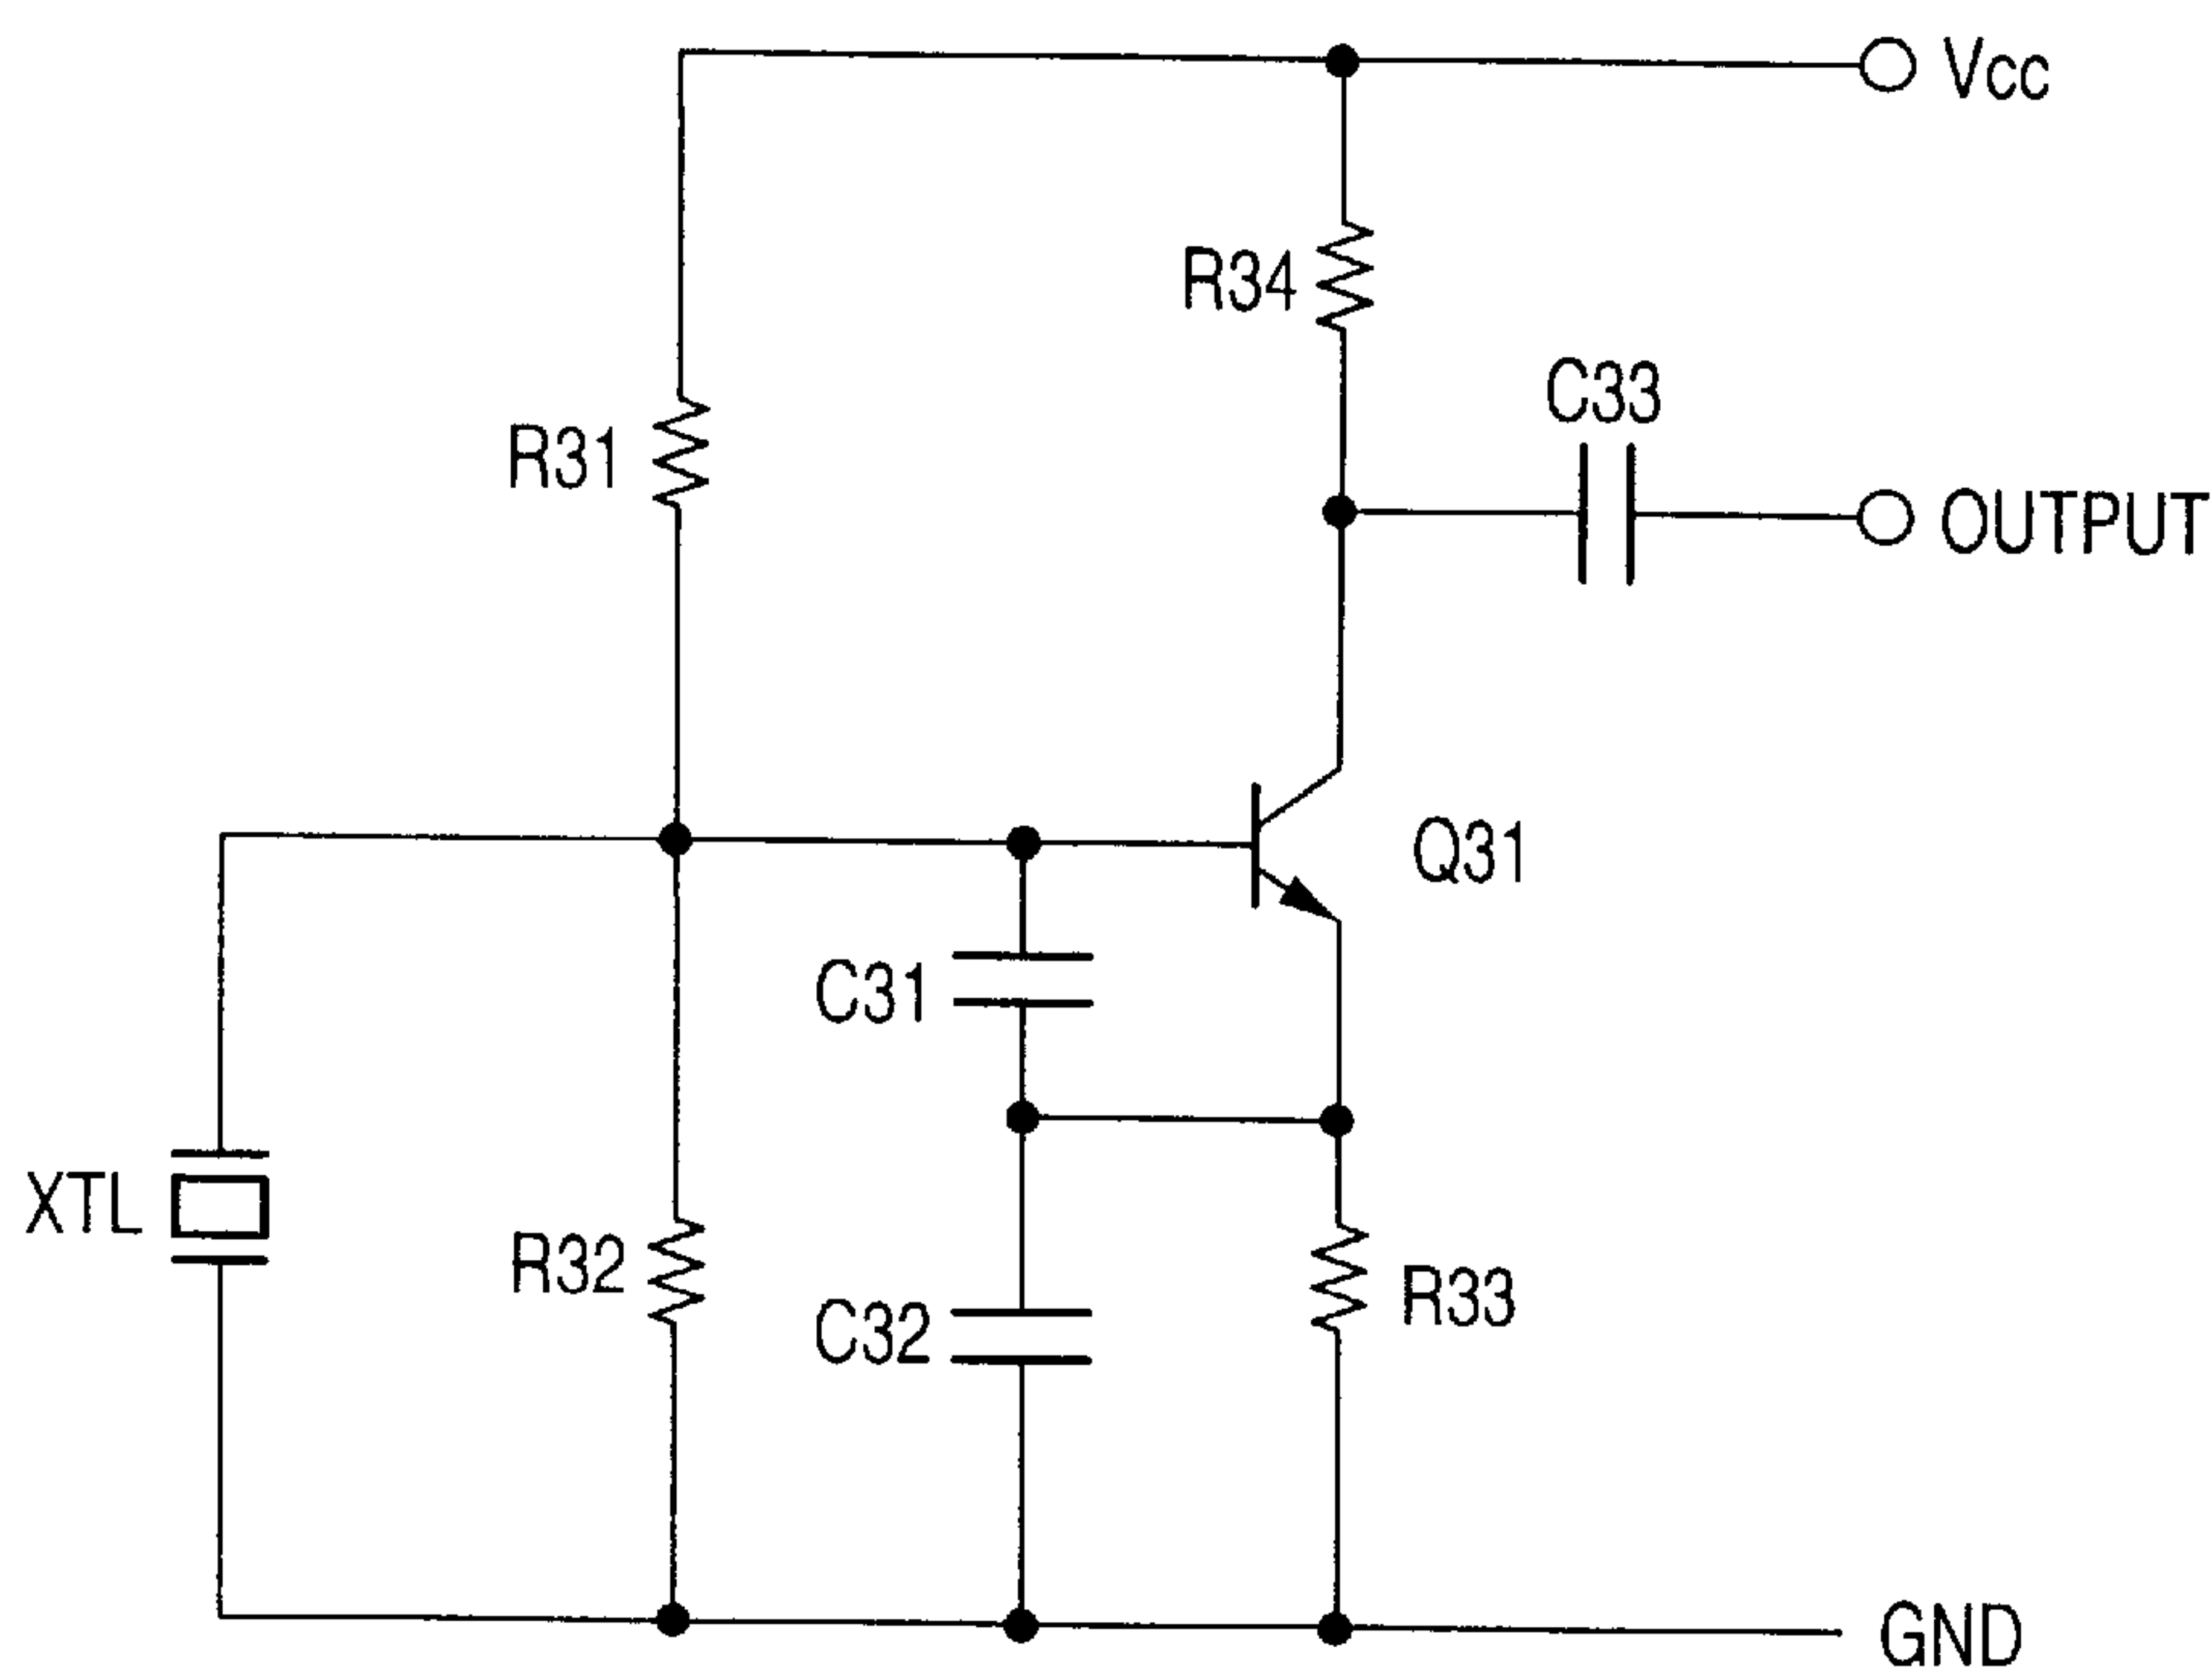 Vcc
R34
C33
R31
OUTPUT
Q31
C31
XTL
R32
C32
R33
GND